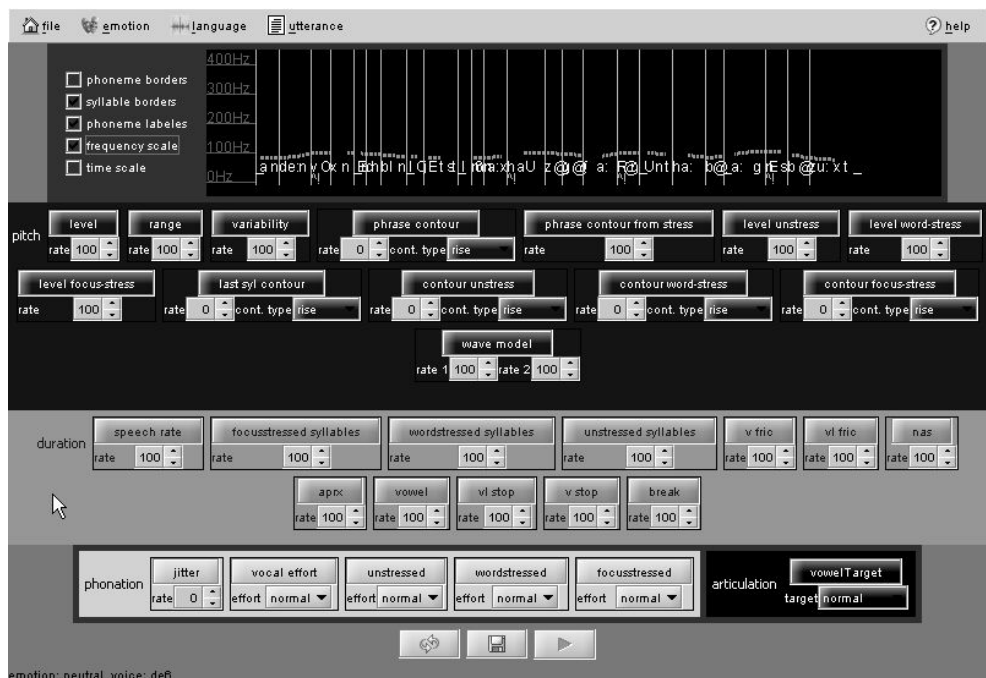 file emotion language utterance help
400Hz
phoneme borders
300Hz
syllable borders
200Hz
phoneme labeles
100Hz
frequency scale
time scale
0Hz
pitch level range variability phrase contour phrase contour from stress level unstress level word-stress
rate 100 rate 100 rate 100 rate 0 cont. type rise rate 100 rate 100 rate 100
level focus-stress last syl contour contour unstress contour word-stress contour focus-stress
rate 100 rate 0 cont. type rise rate 0 cont. type rise rate 0 cont. type rise rate 0 cont. type rise
wave model
rate 1 100 rate 2 100
duration speech rate focusstressed syllables wordstressed syllables unstressed syllables v fric vl fric nas
rate 100 rate 100 rate 100 rate 100 rate 100 rate 100 rate 100
aprx vowel vl stop v stop break
rate 100 rate 100 rate 100 rate 100 rate 100
phonation jitter vocal effort unstressed wordstressed focusstressed articulation vowelTarget
rate 0 effort normal effort normal effort normal effort normal target normal
emotion: neutral, voice: de6